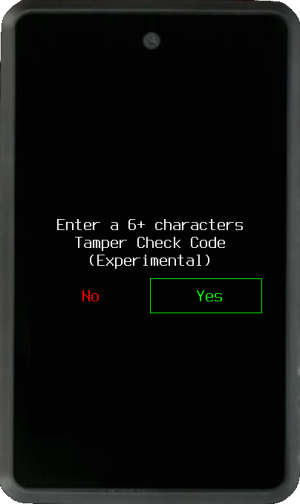 Enter a 6+ characters
Tamper Check Code
(Experimental)
No Yes